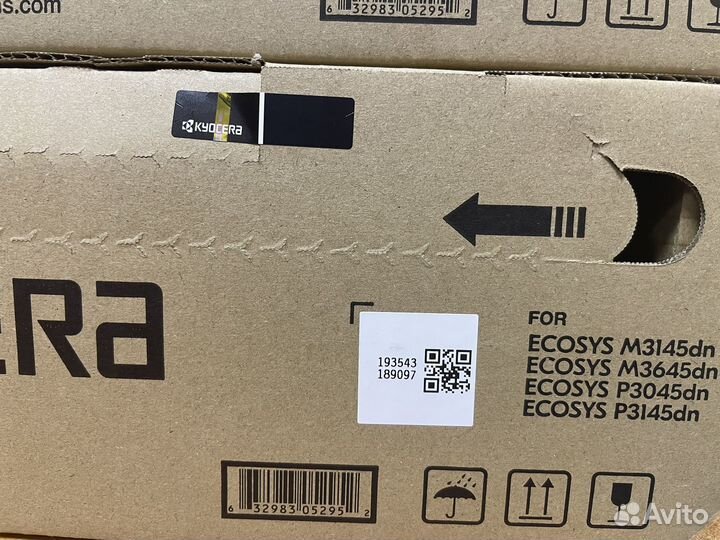 as.com
6 32983 05295 2
KYOCERA
eRa
193543
189097
FOR
ECOSYS M3145dn
ECOSYS M3645dn
ECOSYS P3045dn
ECOSYS P3145dn
6 32983 05295 2
Avito